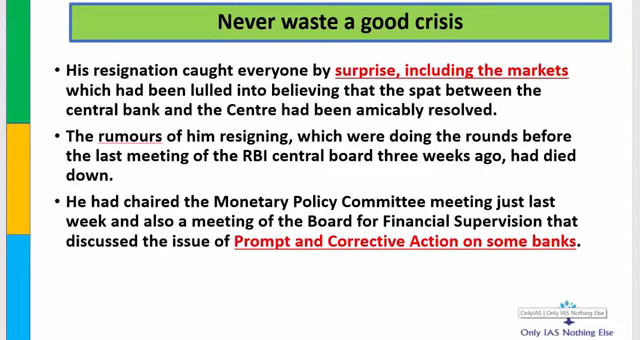 Never waste a good crisis
• His resignation caught everyone by surprise, including the markets
which had been lulled into believing that the spat between the
central bank and the Centre had been amicably resolved.
• The rumours of him resigning, which were doing the rounds before
the last meeting of the RBI central board three weeks ago, had died
down.
• He had chaired the Monetary Policy Committee meeting just last
week and also a meeting of the Board for Financial Supervision that
discussed the issue of Prompt and Corrective Action on some banks.
OnlyIAS | Only IAS Nothing Else
Only IAS Nothing Else